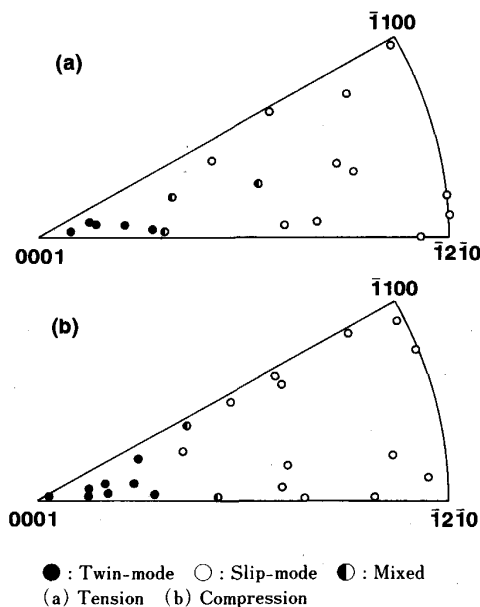 1̄100
(a)
0001
1̄21̄0
1̄100
(b)
0001
1̄21̄0
● : Twin-mode ○ : Slip-mode ◐ : Mixed
(a) Tension (b) Compression